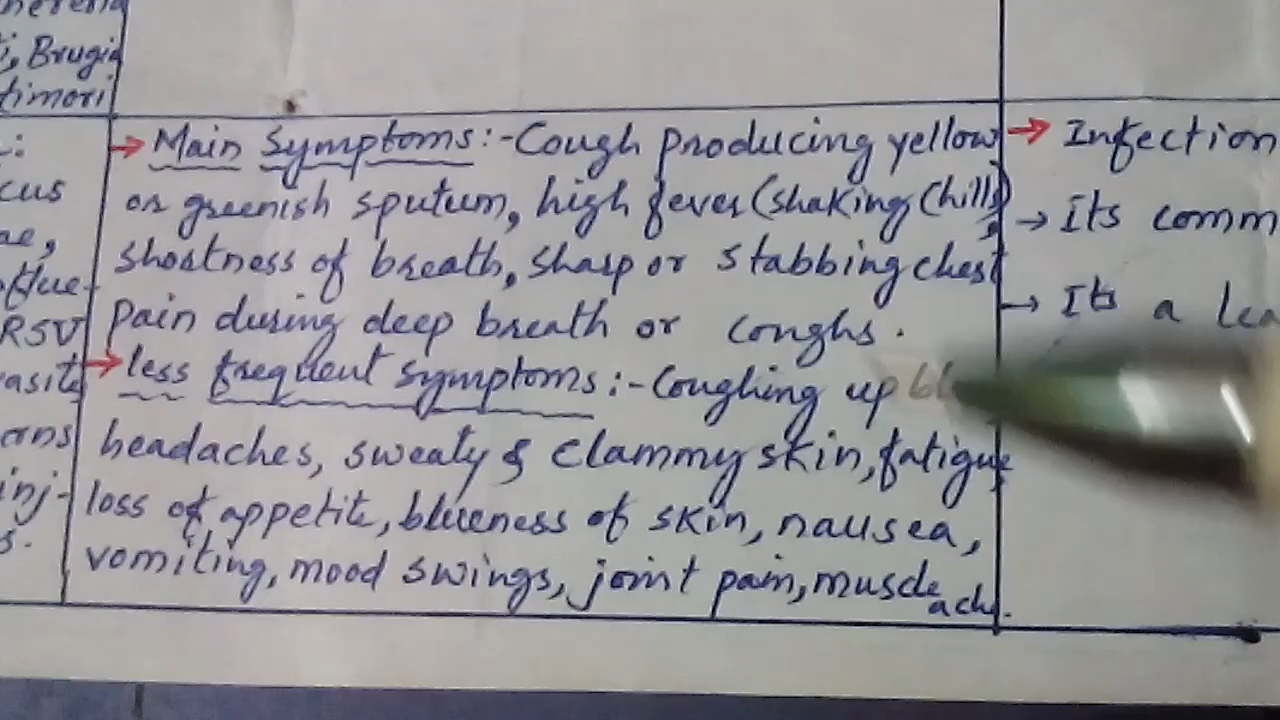 i, Brugia
timori
→ Main Symptoms:- Cough producing yellow
or greenish sputum, high fever (shaking chills),
shortness of breath, sharp or stabbing chest
pain during deep breath or coughs.
→ less frequent symptoms:- Coughing up
headaches, sweaty & clammy skin, fatigue,
loss of appetite, blueness of skin, nausea,
vomiting, mood swings, joint pain, muscle
ache.
cus
ae,
RSV
inj-
s.
→ Infection
→ Its comm
→ Its a lea